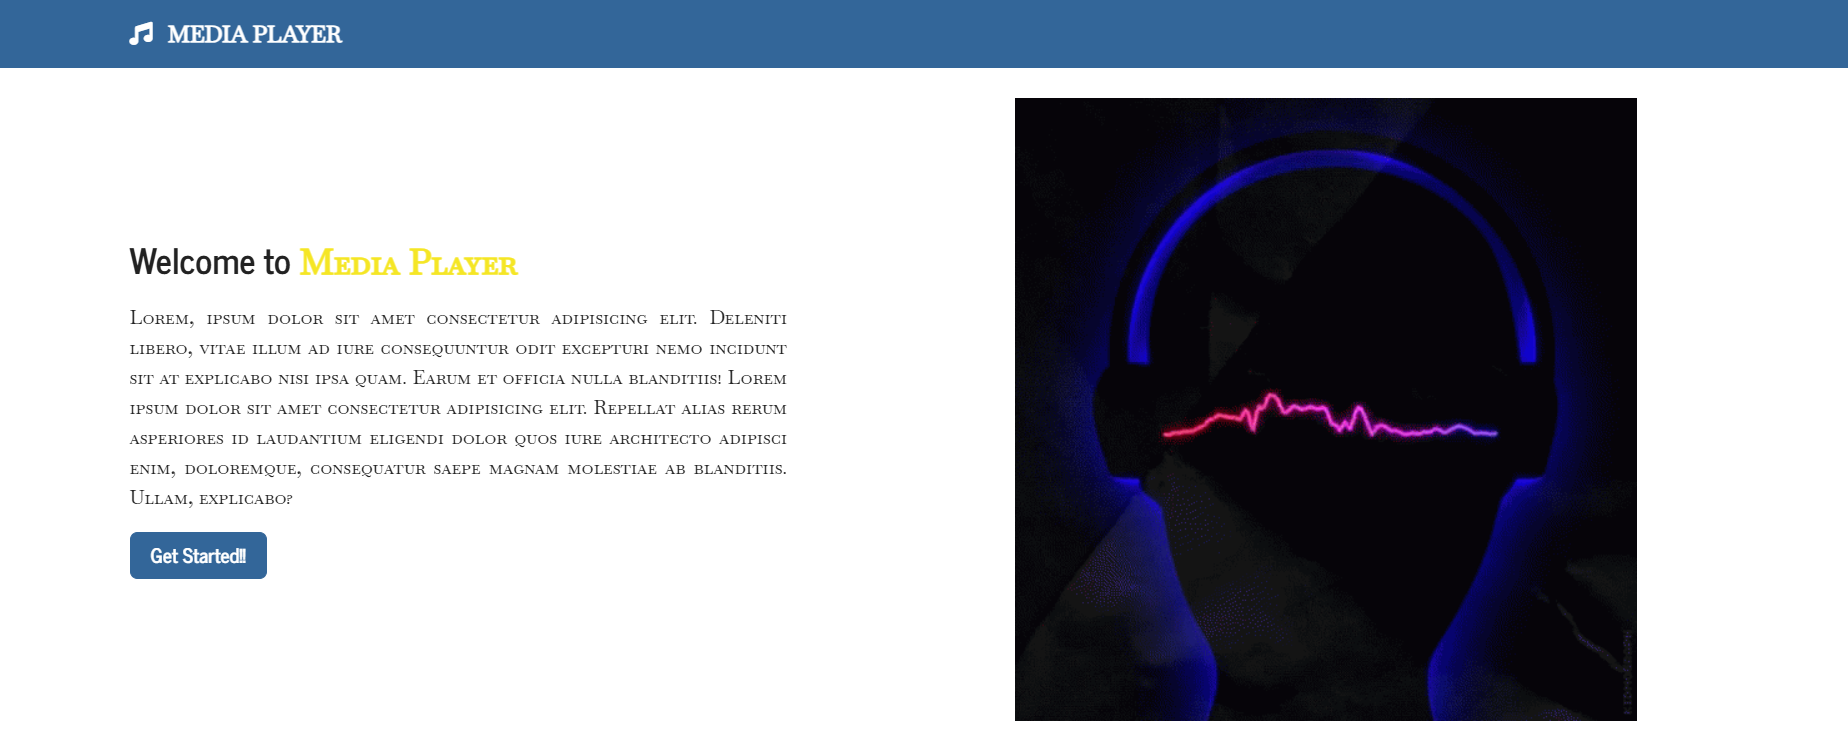 MEDIA PLAYER
Welcome to Media Player
Lorem, ipsum dolor sit amet consectetur adipisicing elit. Deleniti
libero, vitae illum ad iure consequuntur odit excepturi nemo incidunt
sit at explicabo nisi ipsa quam. Earum et officia nulla blanditiis! Lorem
ipsum dolor sit amet consectetur adipisicing elit. Repellat alias rerum
asperiores id laudantium eligendi dolor quos iure architecto adipisci
enim, doloremque, consequatur saepe magnam molestiae ab blanditiis.
Ullam, explicabo?
Get Started!!